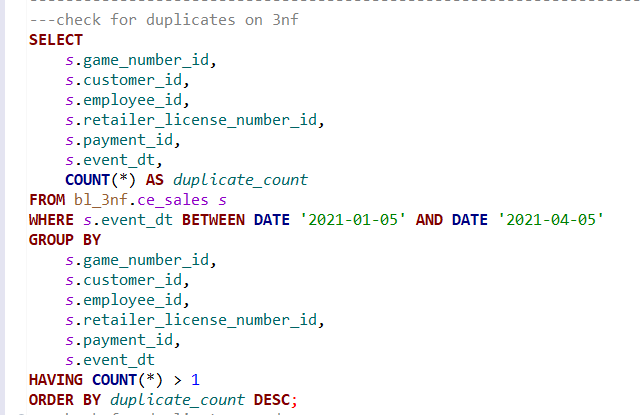 ---check for duplicates on 3nf
SELECT
    s.game_number_id,
    s.customer_id,
    s.employee_id,
    s.retailer_license_number_id,
    s.payment_id,
    s.event_dt,
    COUNT(*) AS duplicate_count
FROM bl_3nf.ce_sales s
WHERE s.event_dt BETWEEN DATE '2021-01-05' AND DATE '2021-04-05'
GROUP BY
    s.game_number_id,
    s.customer_id,
    s.employee_id,
    s.retailer_license_number_id,
    s.payment_id,
    s.event_dt
HAVING COUNT(*) > 1
ORDER BY duplicate_count DESC;